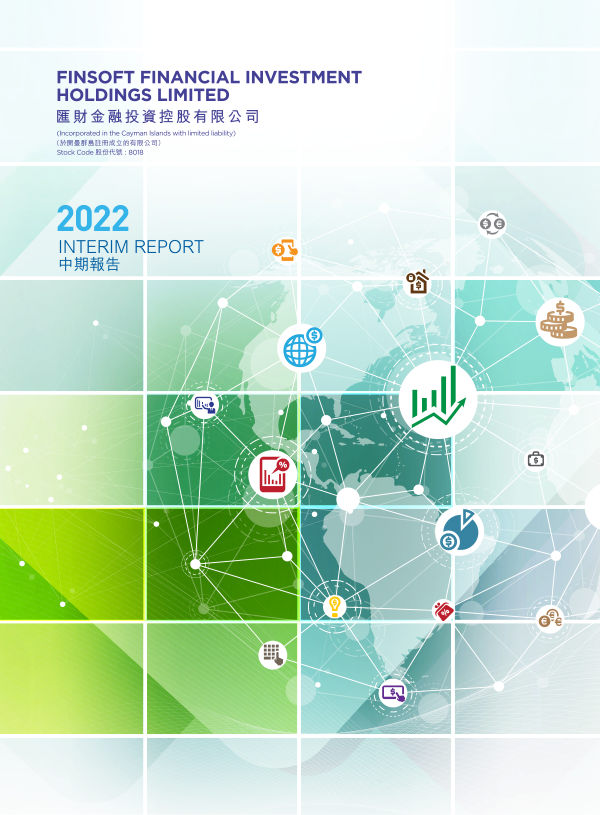 FINSOFT FINANCIAL INVESTMENT
HOLDINGS LIMITED
匯財金融投資控股有限公司
(Incorporated in the Cayman Islands with limited liability)
(於開曼群島註冊成立的有限公司)
Stock Code 股份代號 : 8018
2022
INTERIM REPORT
中期報告